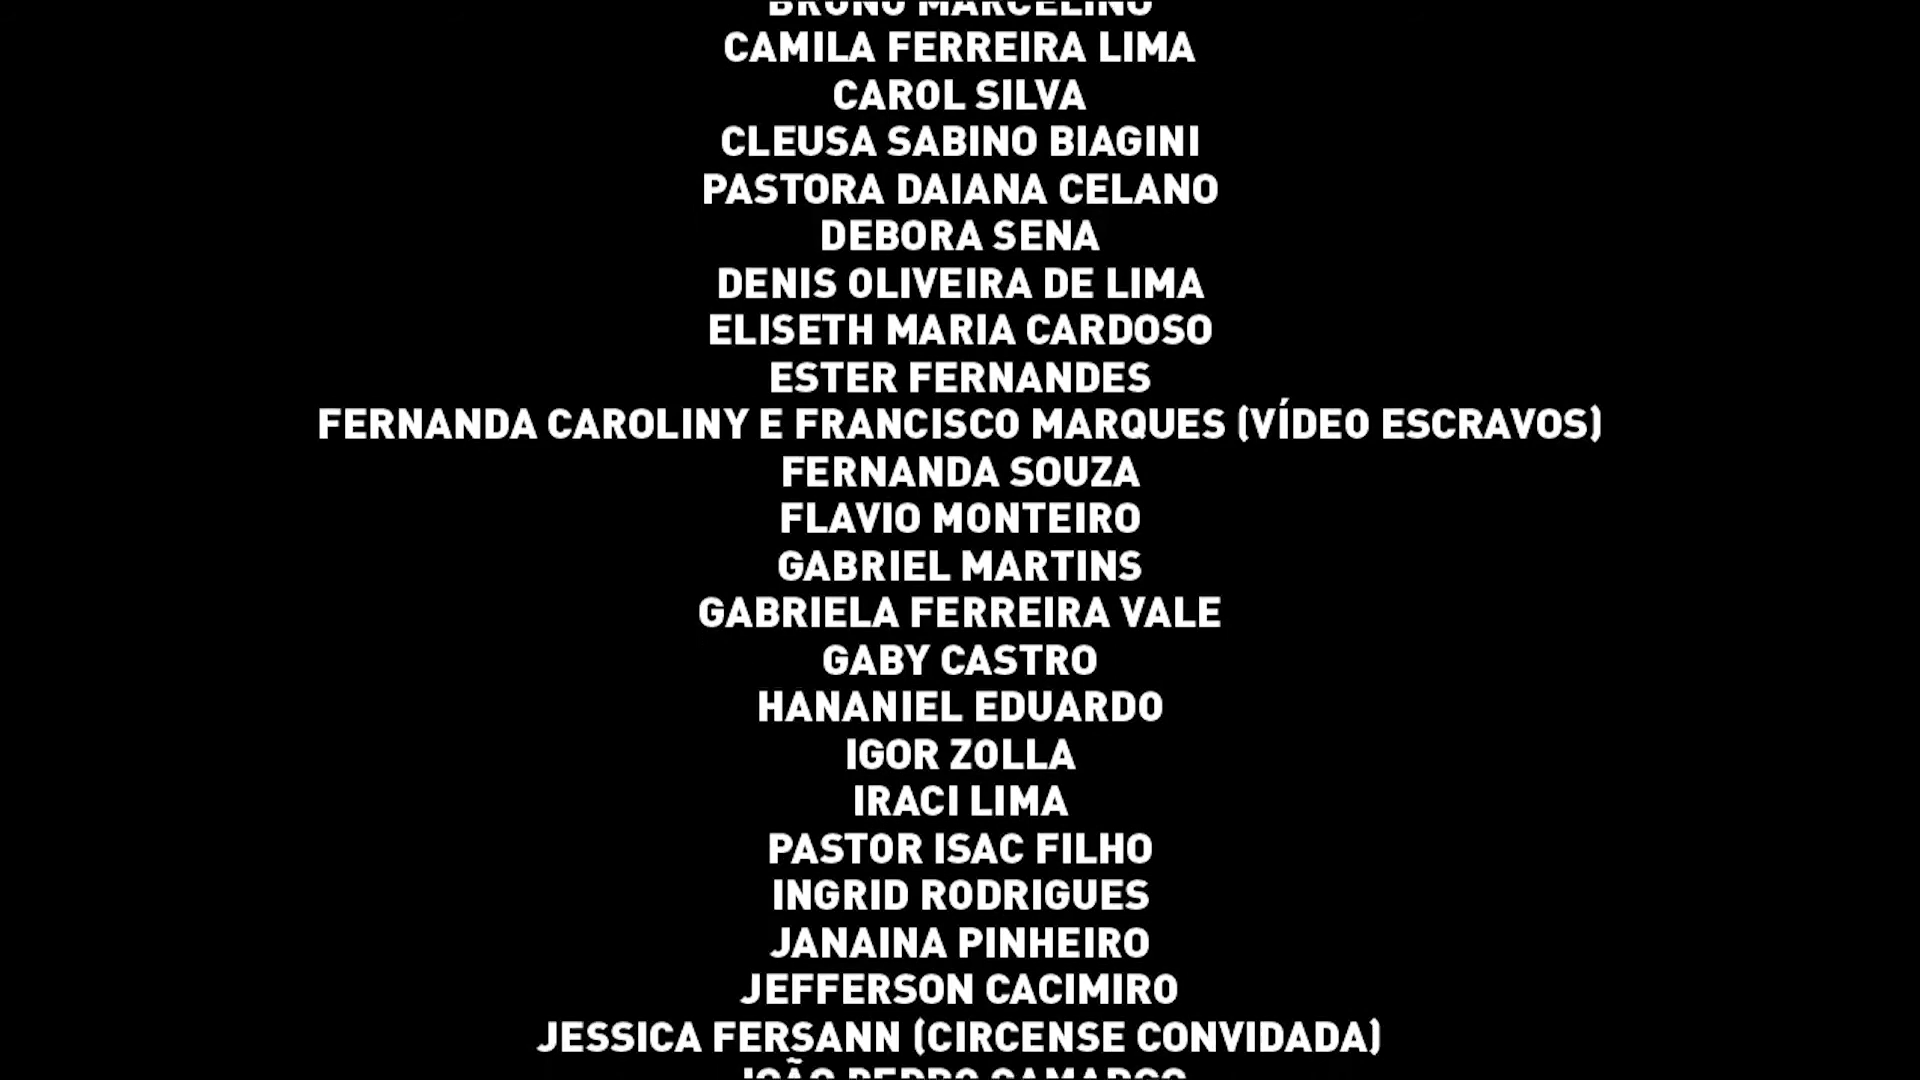 BRUNO MARCELINO
CAMILA FERREIRA LIMA
CAROL SILVA
CLEUSA SABINO BIAGINI
PASTORA DAIANA CELANO
DEBORA SENA
DENIS OLIVEIRA DE LIMA
ELISETH MARIA CARDOSO
ESTER FERNANDES
FERNANDA CAROLINY E FRANCISCO MARQUES (VÍDEO ESCRAVOS)
FERNANDA SOUZA
FLAVIO MONTEIRO
GABRIEL MARTINS
GABRIELA FERREIRA VALE
GABY CASTRO
HANANIEL EDUARDO
IGOR ZOLLA
IRACI LIMA
PASTOR ISAC FILHO
INGRID RODRIGUES
JANAINA PINHEIRO
JEFFERSON CACIMIRO
JESSICA FERSANN (CIRCENSE CONVIDADA)
JOÃO PEDRO CAMARGO